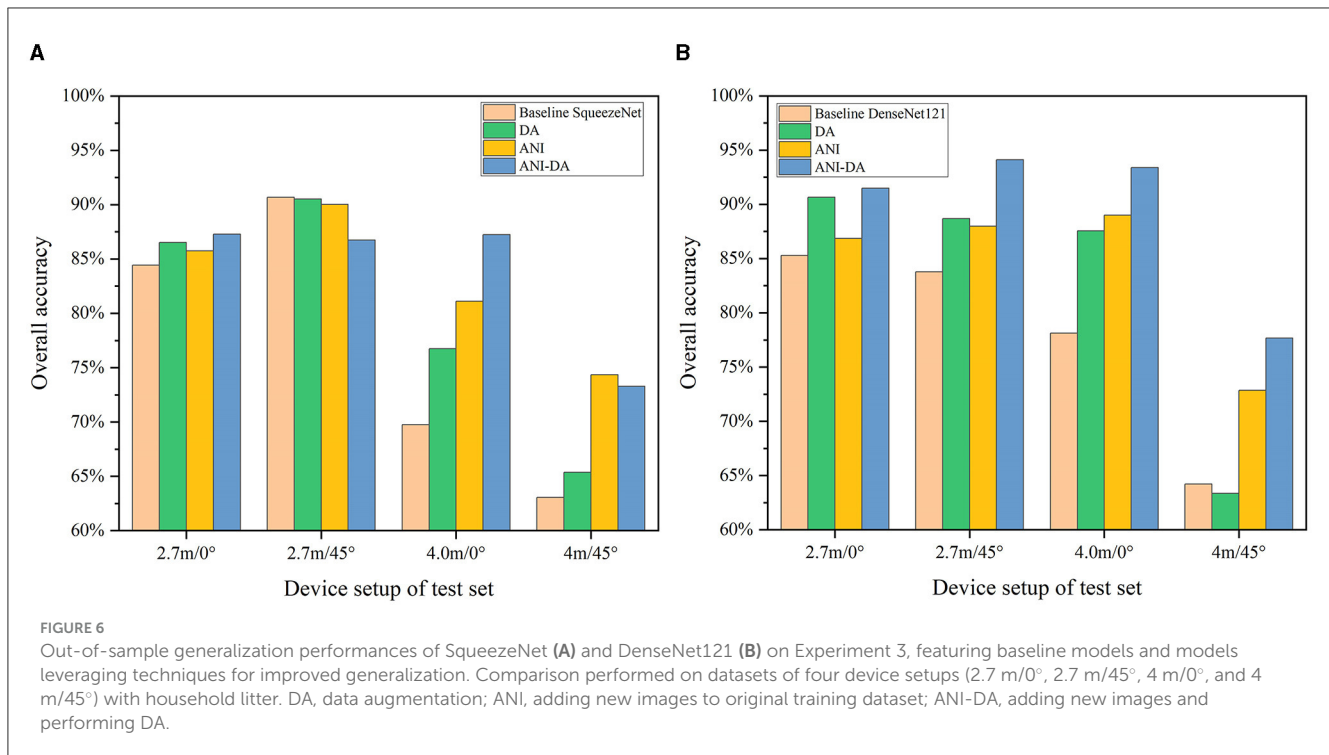 A
100%
95%
90%
85%
80%
75%
70%
65%
60%
Overall accuracy
Baseline SqueezeNet
DA
ANI
ANI-DA
2.7m/0°
2.7m/45°
4.0m/0°
4m/45°
Device setup of test set
B
100%
95%
90%
85%
80%
75%
70%
65%
60%
Overall accuracy
Baseline DenseNet121
DA
ANI
ANI-DA
2.7m/0°
2.7m/45°
4.0m/0°
4m/45°
Device setup of test set
FIGURE 6
Out-of-sample generalization performances of SqueezeNet (A) and DenseNet121 (B) on Experiment 3, featuring baseline models and models
leveraging techniques for improved generalization. Comparison performed on datasets of four device setups (2.7 m/0°, 2.7 m/45°, 4 m/0°, and 4
m/45°) with household litter. DA, data augmentation; ANI, adding new images to original training dataset; ANI-DA, adding new images and
performing DA.